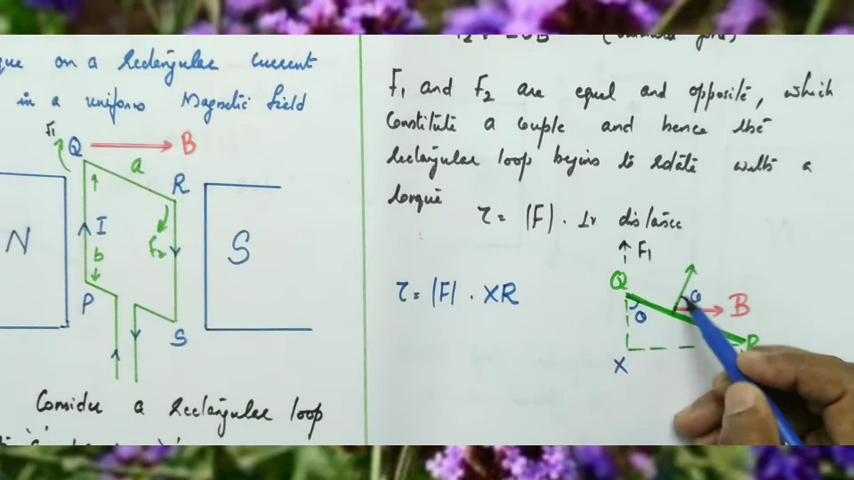 on a Rectangular current
in a uniform Magnetic field
F₁
Q
B
a
R
I
b
F₂
N
S
P
S
Consider a Rectangular loop
F₁ and F₂ are equal and opposite, which
Constitute a couple and hence the
Rectangular loop begins to rotate with a
torque
τ = |F| · ⊥r distance
F₁
Q
θ
B
τ = |F| · XR
θ
R
X